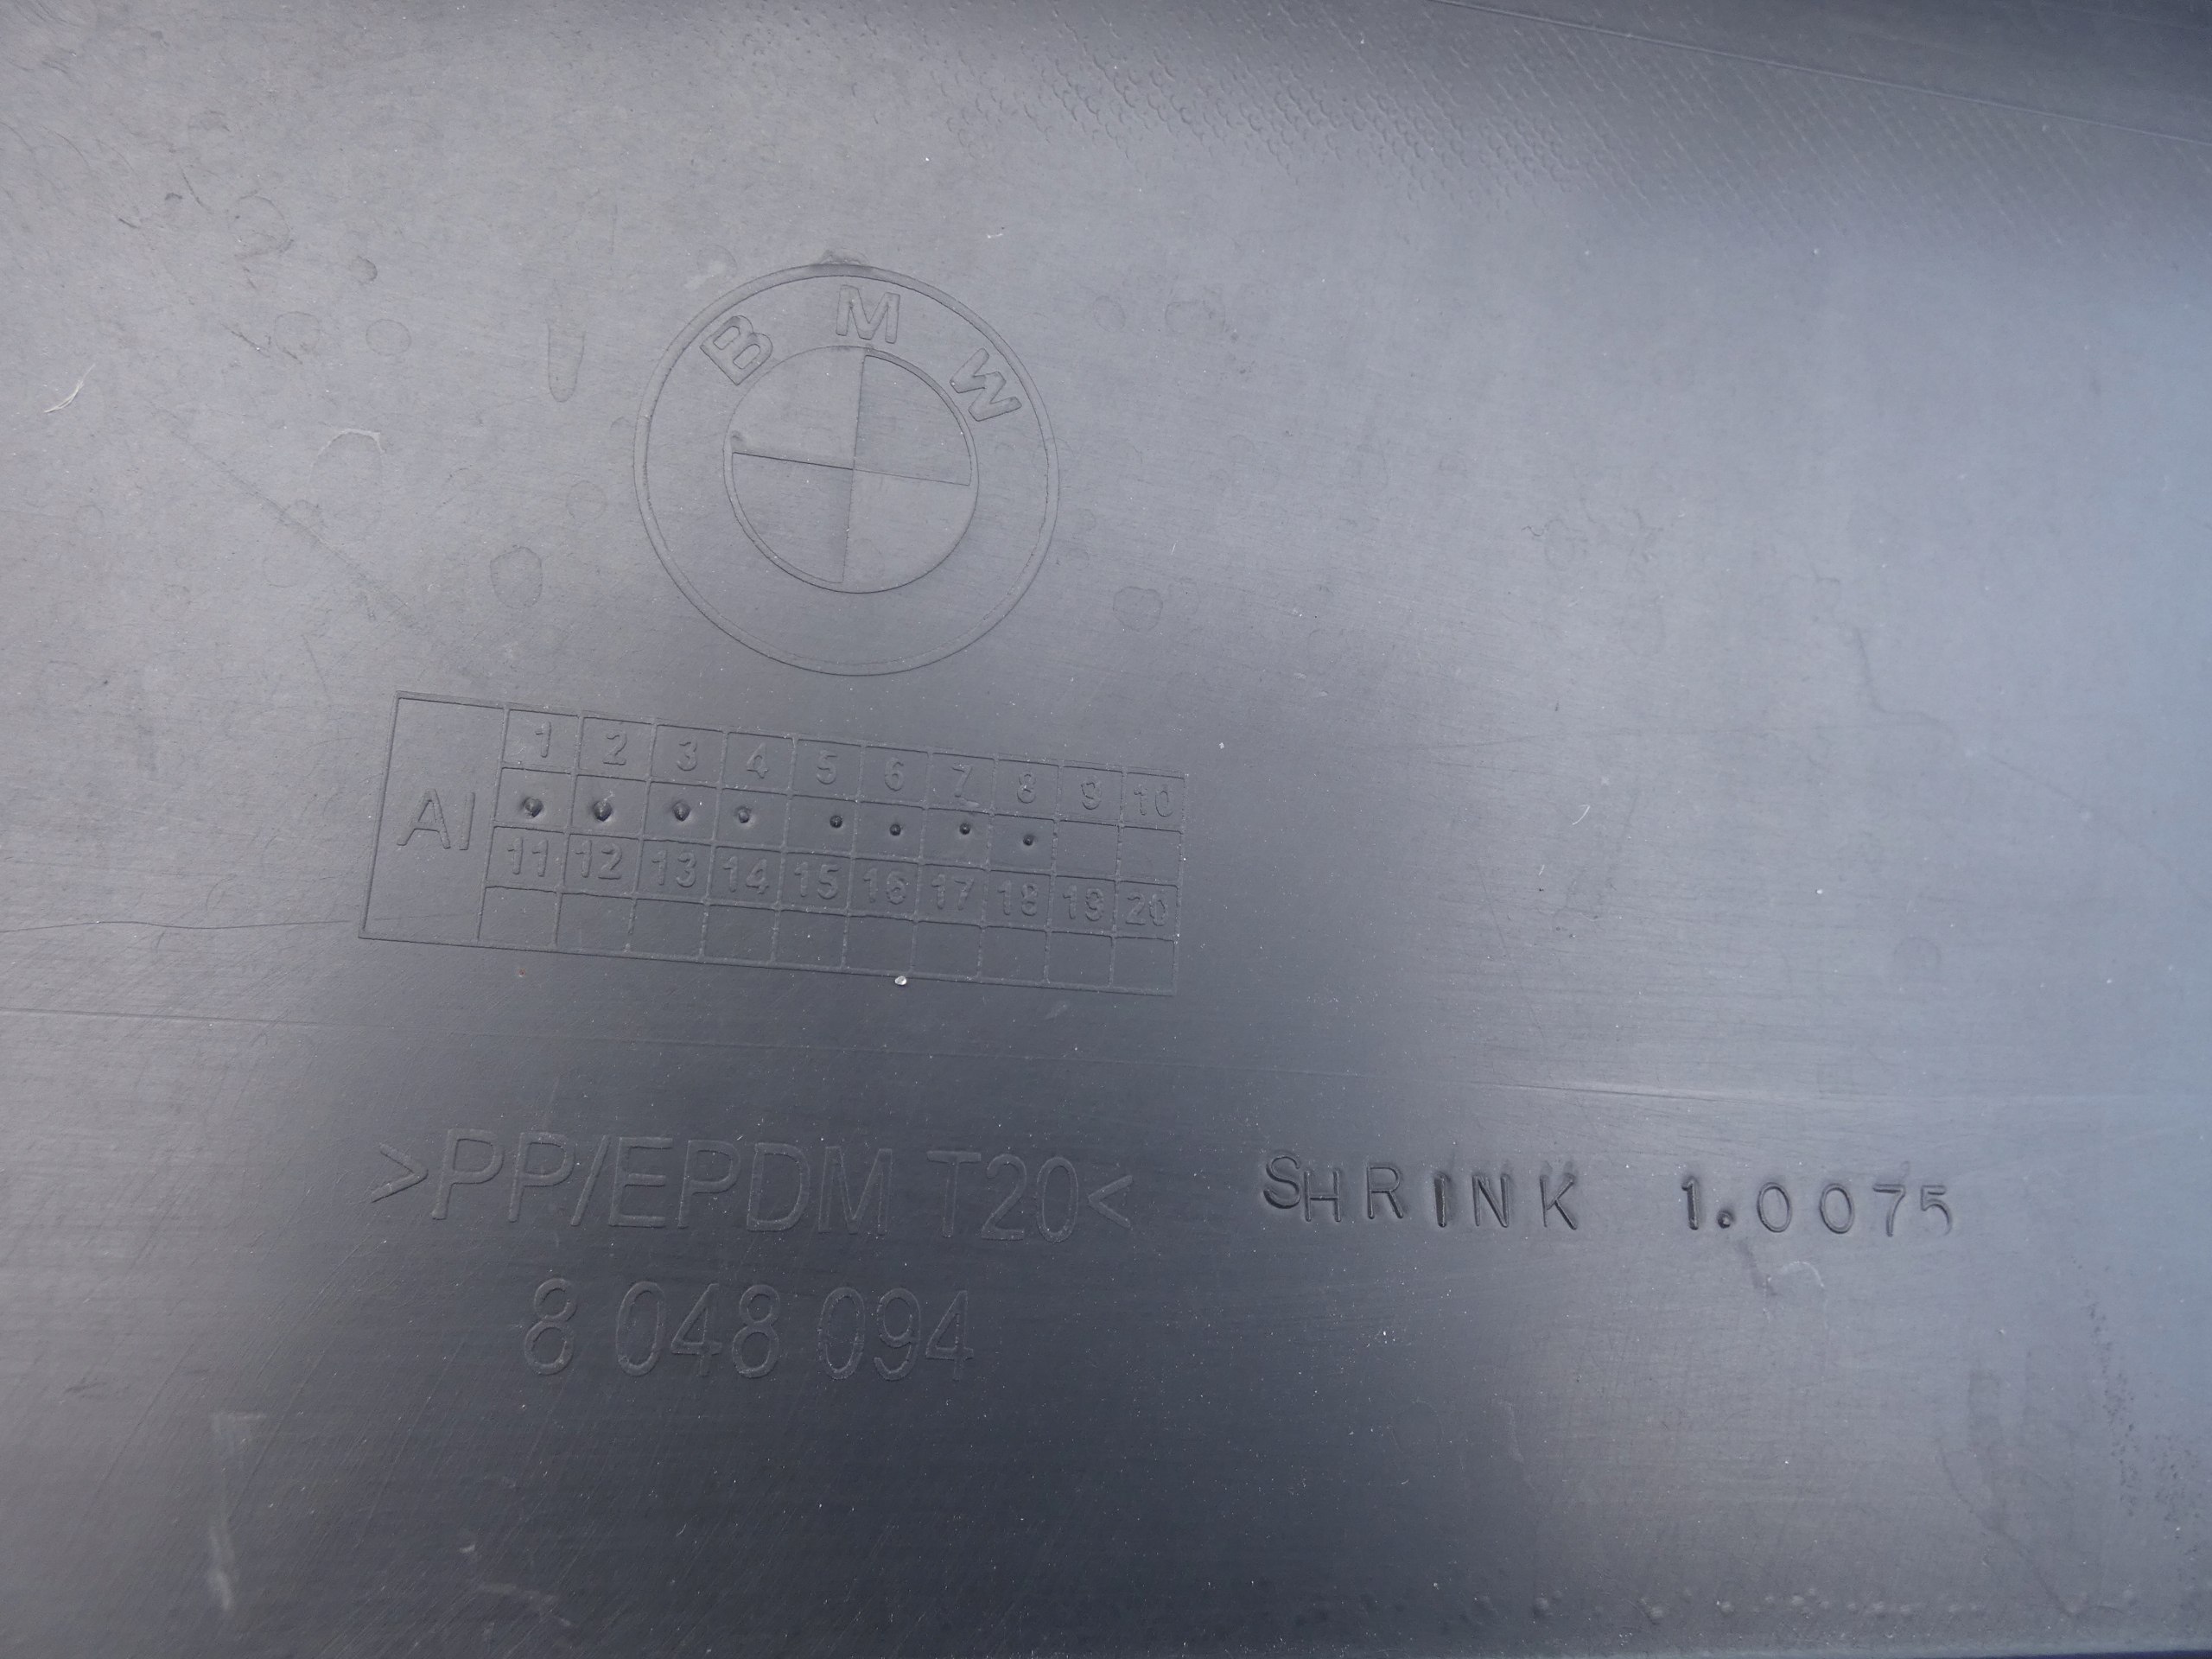 BMW
1 2 3 4 5 6 7 8 9 10
AI
11 12 13 14 15 16 17 18 19 20
>PP/EPDM T20< SHRINK 1.0075
8 048 094